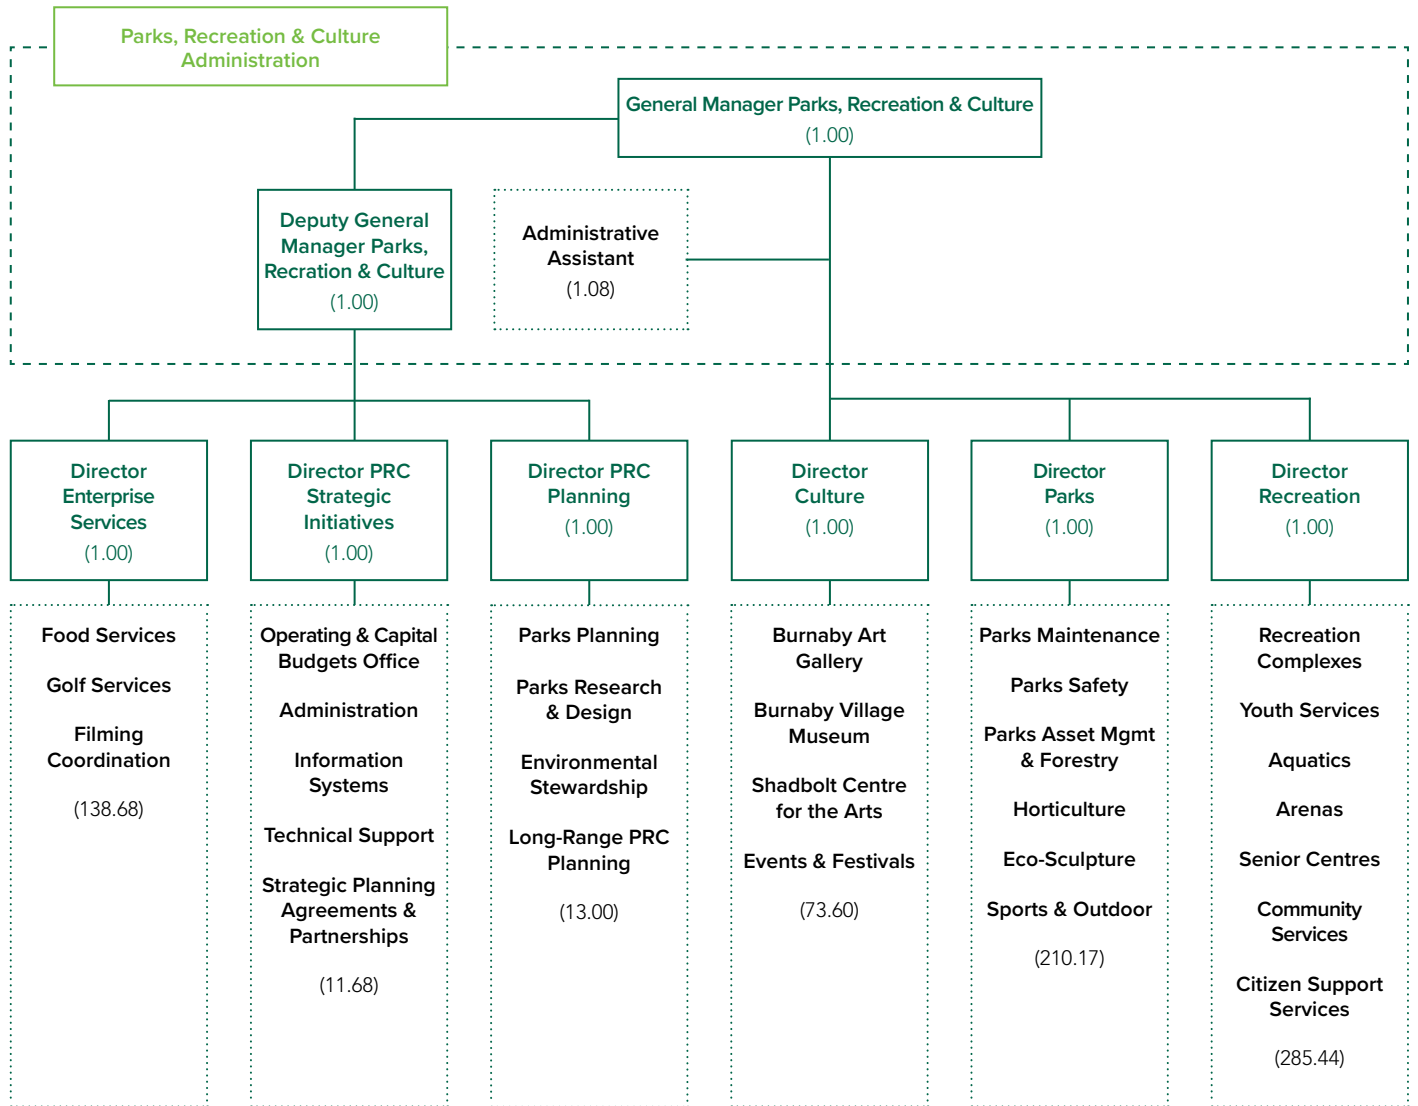 Parks, Recreation & Culture
Administration
General Manager Parks, Recreation & Culture
(1.00)
Deputy General
Manager Parks,
Recration & Culture
(1.00)
Administrative
Assistant
(1.08)
Director
Enterprise
Services
(1.00)
Director PRC
Strategic
Initiatives
(1.00)
Director PRC
Planning
(1.00)
Director
Culture
(1.00)
Director
Parks
(1.00)
Director
Recreation
(1.00)
Food Services
Golf Services
Filming
Coordination
(138.68)
Operating & Capital
Budgets Office
Administration
Information
Systems
Technical Support
Strategic Planning
Agreements &
Partnerships
(11.68)
Parks Planning
Parks Research
& Design
Environmental
Stewardship
Long-Range PRC
Planning
(13.00)
Burnaby Art
Gallery
Burnaby Village
Museum
Shadbolt Centre
for the Arts
Events & Festivals
(73.60)
Parks Maintenance
Parks Safety
Parks Asset Mgmt
& Forestry
Horticulture
Eco-Sculpture
Sports & Outdoor
(210.17)
Recreation
Complexes
Youth Services
Aquatics
Arenas
Senior Centres
Community
Services
Citizen Support
Services
(285.44)